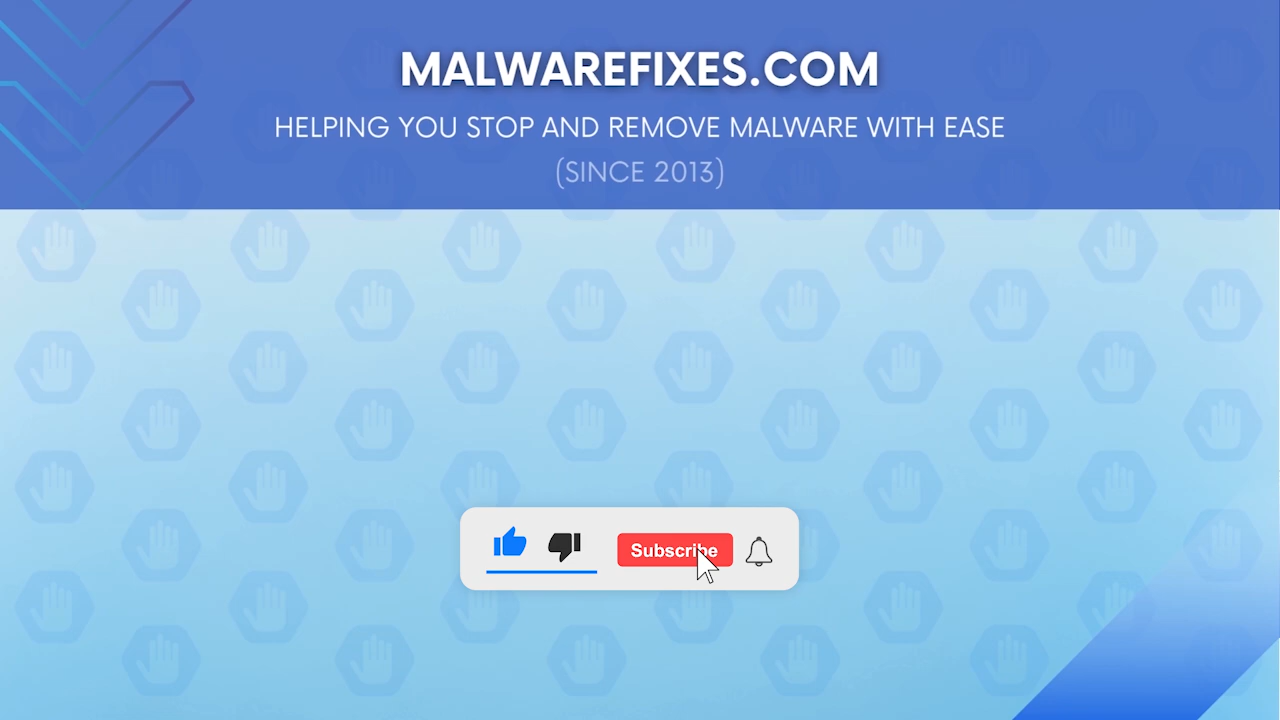 MALWAREFIXES.COM
HELPING YOU STOP AND REMOVE MALWARE WITH EASE
(SINCE 2013)
Subscribe